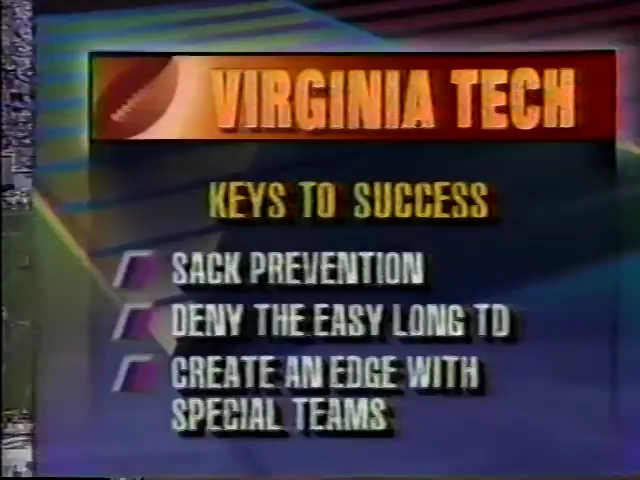 VIRGINIA TECH
KEYS TO SUCCESS
SACK PREVENTION
DENY THE EASY LONG TD
CREATE AN EDGE WITH
SPECIAL TEAMS